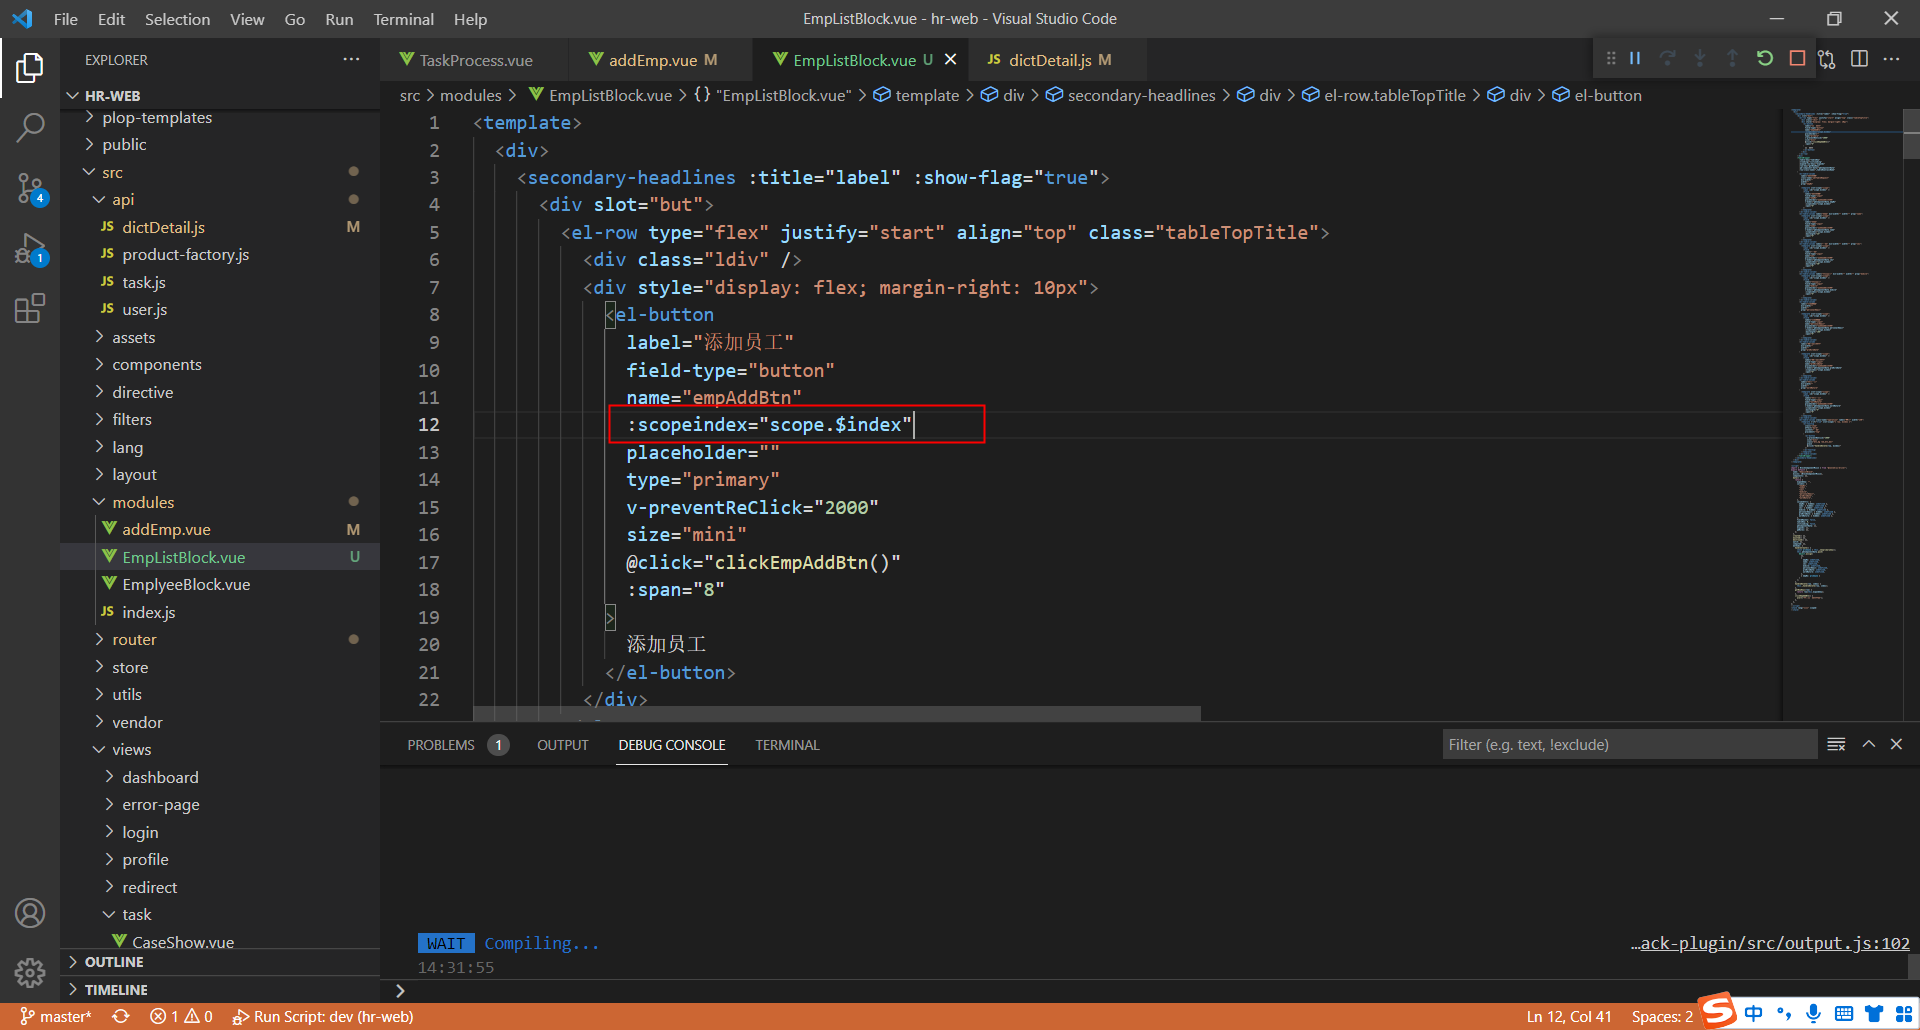 File Edit Selection View Go Run Terminal Help
EmpListBlock.vue - hr-web - Visual Studio Code
EXPLORER
HR-WEB
plop-templates
public
src
api
dictDetail.js M
product-factory.js
task.js
user.js
assets
components
directive
filters
lang
layout
modules
addEmp.vue M
EmpListBlock.vue U
EmplyeeBlock.vue
index.js
router
store
utils
vendor
views
dashboard
error-page
login
profile
redirect
task
CaseShow.vue
OUTLINE
TIMELINE
4
1
TaskProcess.vue
addEmp.vue M
EmpListBlock.vue U
JS dictDetail.js M
src > modules > EmpListBlock.vue > {} "EmpListBlock.vue" > template > div > secondary-headlines > div > el-row.tableTopTitle > div > el-button
1 <template>
2 <div>
3 <secondary-headlines :title="label" :show-flag="true">
4 <div slot="but">
5 <el-row type="flex" justify="start" align="top" class="tableTopTitle">
6 <div class="ldiv" />
7 <div style="display: flex; margin-right: 10px">
8 <el-button
9 label="添加员工"
10 field-type="button"
11 name="empAddBtn"
12 :scopeindex="scope.$index"
13 placeholder=""
14 type="primary"
15 v-preventReClick="2000"
16 size="mini"
17 @click="clickEmpAddBtn()"
18 :span="8"
19 >
20 添加员工
21 </el-button>
22 </div>
PROBLEMS 1 OUTPUT DEBUG CONSOLE TERMINAL
Filter (e.g. text, !exclude)
WAIT Compiling...
…ack-plugin/src/output.js:102
14:31:55
master* 1 0 Run Script: dev (hr-web)
Ln 12, Col 41 Spaces: 2
中